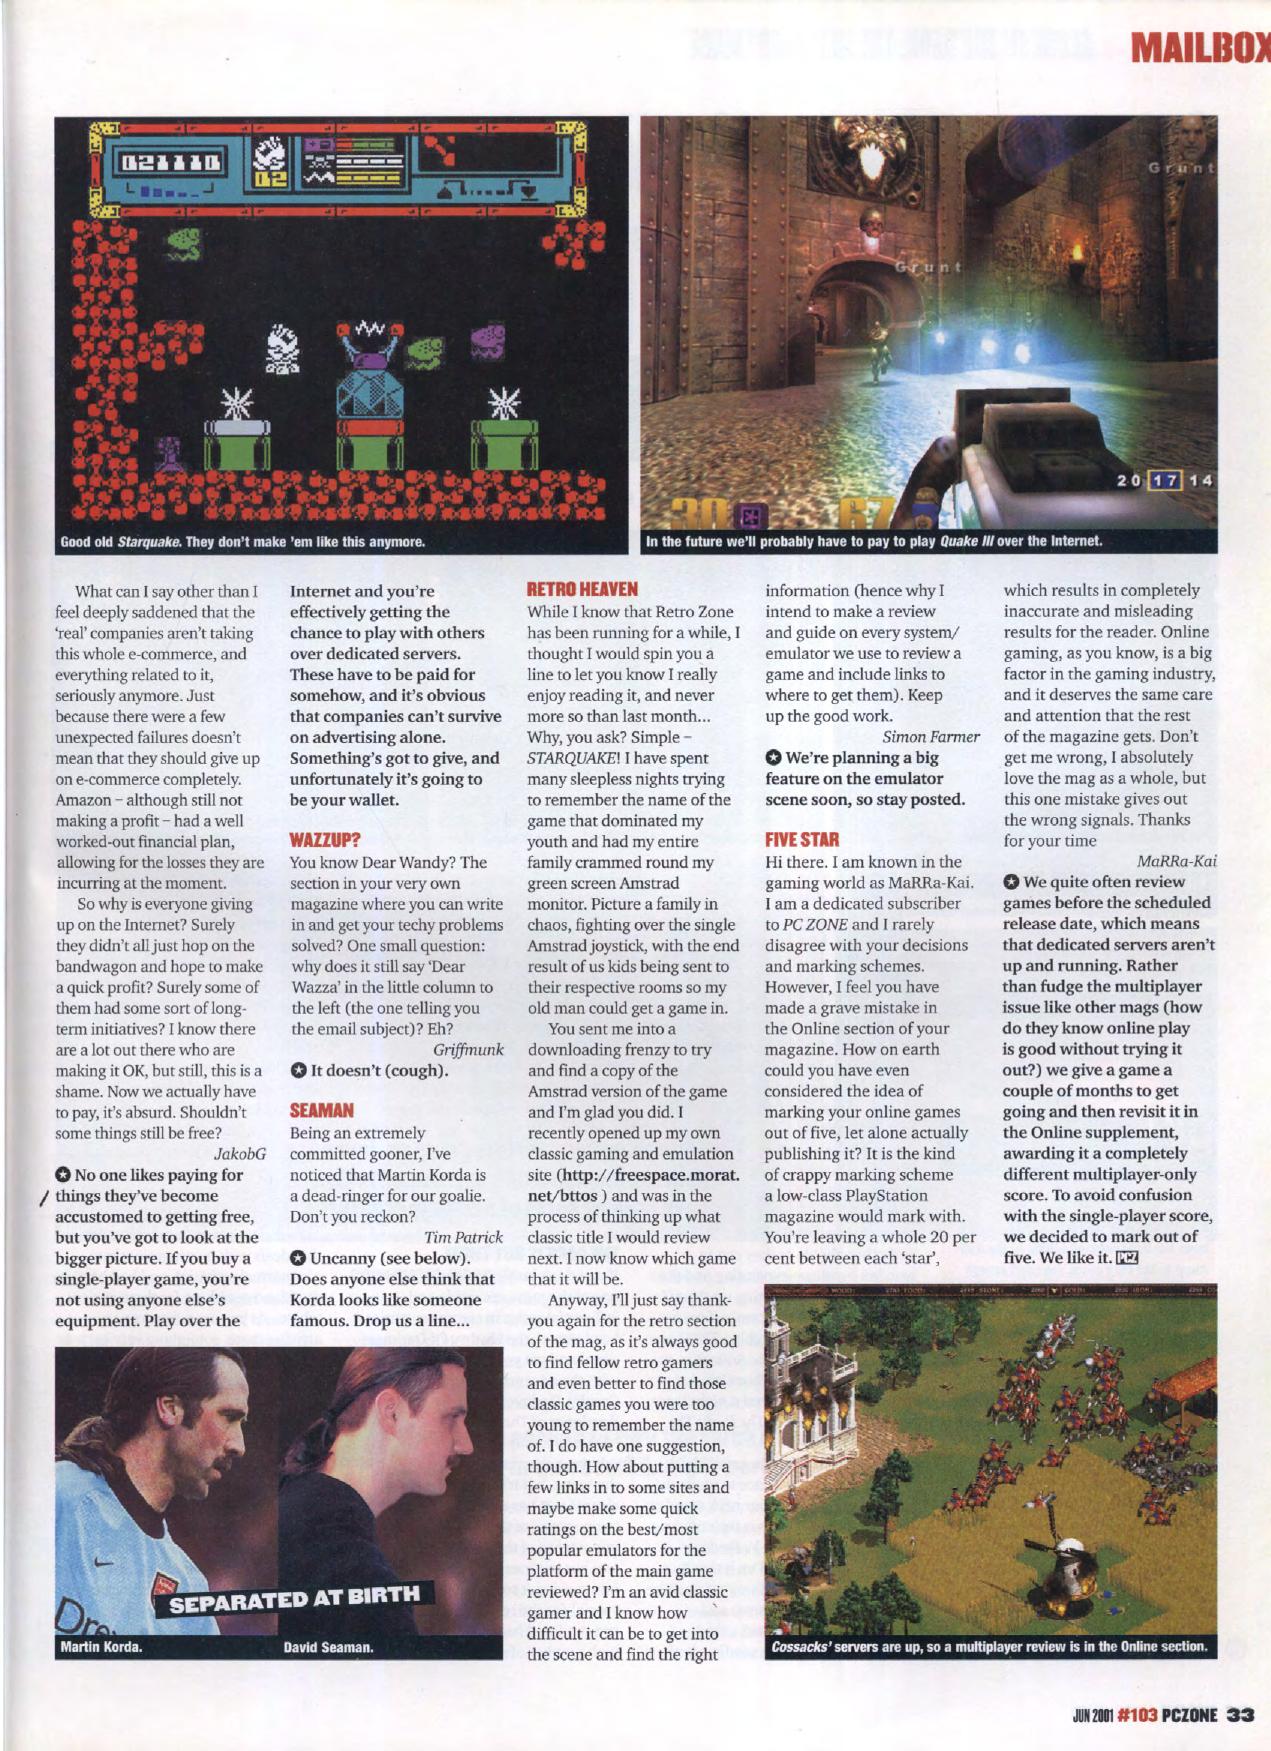 MAILBOX
021110
02
Grunt
Grunt
20 17 14
30
67
Good old Starquake. They don't make 'em like this anymore.
In the future we'll probably have to pay to play Quake III over the Internet.
What can I say other than I
feel deeply saddened that the
'real' companies aren't taking
this whole e-commerce, and
everything related to it,
seriously anymore. Just
because there were a few
unexpected failures doesn't
mean that they should give up
on e-commerce completely.
Amazon – although still not
making a profit – had a well
worked-out financial plan,
allowing for the losses they are
incurring at the moment.
So why is everyone giving
up on the Internet? Surely
they didn't all just hop on the
bandwagon and hope to make
a quick profit? Surely some of
them had some sort of long-
term initiatives? I know there
are a lot out there who are
making it OK, but still, this is a
shame. Now we actually have
to pay, it's absurd. Shouldn't
some things still be free?
JakobG
No one likes paying for
things they've become
accustomed to getting free,
but you've got to look at the
bigger picture. If you buy a
single-player game, you're
not using anyone else's
equipment. Play over the
Internet and you're
effectively getting the
chance to play with others
over dedicated servers.
These have to be paid for
somehow, and it's obvious
that companies can't survive
on advertising alone.
Something's got to give, and
unfortunately it's going to
be your wallet.
WAZZUP?
You know Dear Wandy? The
section in your very own
magazine where you can write
in and get your techy problems
solved? One small question:
why does it still say 'Dear
Wazza' in the little column to
the left (the one telling you
the email subject)? Eh?
Griffmunk
It doesn't (cough).
SEAMAN
Being an extremely
committed gooner, I've
noticed that Martin Korda is
a dead-ringer for our goalie.
Don't you reckon?
Tim Patrick
Uncanny (see below).
Does anyone else think that
Korda looks like someone
famous. Drop us a line...
RETRO HEAVEN
While I know that Retro Zone
has been running for a while, I
thought I would spin you a
line to let you know I really
enjoy reading it, and never
more so than last month...
Why, you ask? Simple –
STARQUAKE! I have spent
many sleepless nights trying
to remember the name of the
game that dominated my
youth and had my entire
family crammed round my
green screen Amstrad
monitor. Picture a family in
chaos, fighting over the single
Amstrad joystick, with the end
result of us kids being sent to
their respective rooms so my
old man could get a game in.
You sent me into a
downloading frenzy to try
and find a copy of the
Amstrad version of the game
and I'm glad you did. I
recently opened up my own
classic gaming and emulation
site (http://freespace.morat.
net/bttos ) and was in the
process of thinking up what
classic title I would review
next. I now know which game
that it will be.
Anyway, I'll just say thank-
you again for the retro section
of the mag, as it's always good
to find fellow retro gamers
and even better to find those
classic games you were too
young to remember the name
of. I do have one suggestion,
though. How about putting a
few links in to some sites and
maybe make some quick
ratings on the best/most
popular emulators for the
platform of the main game
reviewed? I'm an avid classic
gamer and I know how
difficult it can be to get into
the scene and find the right
information (hence why I
intend to make a review
and guide on every system/
emulator we use to review a
game and include links to
where to get them). Keep
up the good work.
Simon Farmer
We're planning a big
feature on the emulator
scene soon, so stay posted.
FIVE STAR
Hi there. I am known in the
gaming world as MaRRa-Kai.
I am a dedicated subscriber
to PC ZONE and I rarely
disagree with your decisions
and marking schemes.
However, I feel you have
made a grave mistake in
the Online section of your
magazine. How on earth
could you have even
considered the idea of
marking your online games
out of five, let alone actually
publishing it? It is the kind
of crappy marking scheme
a low-class PlayStation
magazine would mark with.
You're leaving a whole 20 per
cent between each 'star',
which results in completely
inaccurate and misleading
results for the reader. Online
gaming, as you know, is a big
factor in the gaming industry,
and it deserves the same care
and attention that the rest
of the magazine gets. Don't
get me wrong, I absolutely
love the mag as a whole, but
this one mistake gives out
the wrong signals. Thanks
for your time
MaRRa-Kai
We quite often review
games before the scheduled
release date, which means
that dedicated servers aren't
up and running. Rather
than fudge the multiplayer
issue like other mags (how
do they know online play
is good without trying it
out?) we give a game a
couple of months to get
going and then revisit it in
the Online supplement,
awarding it a completely
different multiplayer-only
score. To avoid confusion
with the single-player score,
we decided to mark out of
five. We like it. PCZ
Dre
SEPARATED AT BIRTH
Martin Korda.
David Seaman.
Cossacks' servers are up, so a multiplayer review is in the Online section.
JUN 2001 #103 PCZONE 33